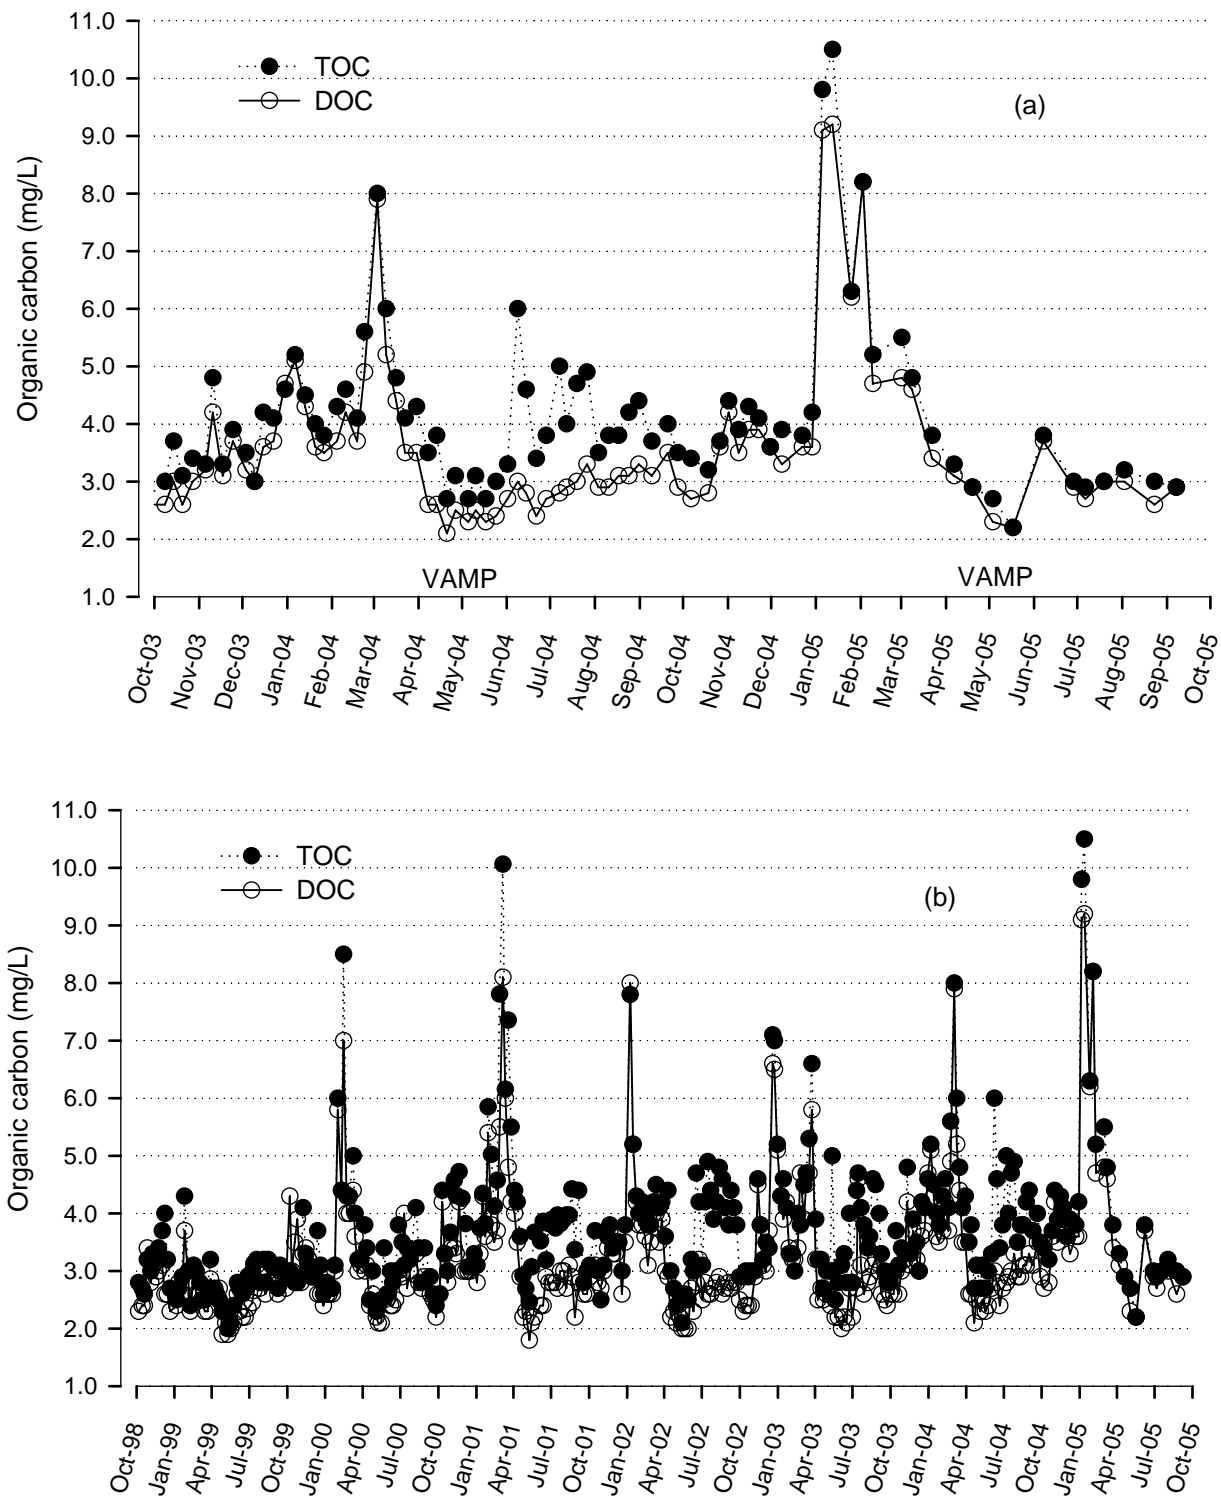 11.0
10.0
9.0
8.0
7.0
6.0
5.0
4.0
3.0
2.0
1.0
Organic carbon (mg/L)
TOC
DOC
(a)
VAMP
VAMP
Oct-03
Nov-03
Dec-03
Jan-04
Feb-04
Mar-04
Apr-04
May-04
Jun-04
Jul-04
Aug-04
Sep-04
Oct-04
Nov-04
Dec-04
Jan-05
Feb-05
Mar-05
Apr-05
May-05
Jun-05
Jul-05
Aug-05
Sep-05
Oct-05
11.0
10.0
9.0
8.0
7.0
6.0
5.0
4.0
3.0
2.0
1.0
Organic carbon (mg/L)
TOC
DOC
(b)
Oct-98
Jan-99
Apr-99
Jul-99
Oct-99
Jan-00
Apr-00
Jul-00
Oct-00
Jan-01
Apr-01
Jul-01
Oct-01
Jan-02
Apr-02
Jul-02
Oct-02
Jan-03
Apr-03
Jul-03
Oct-03
Jan-04
Apr-04
Jul-04
Oct-04
Jan-05
Apr-05
Jul-05
Oct-05